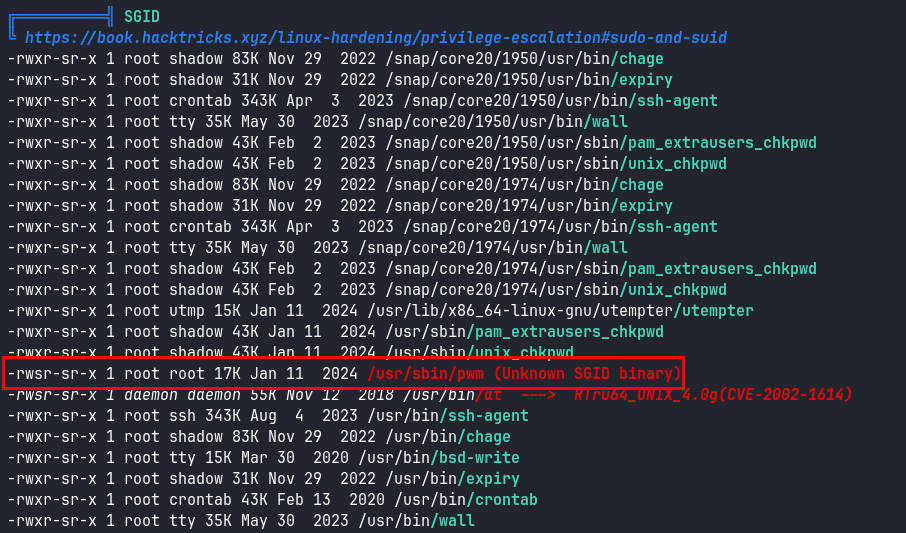 ╔══════════╣ SGID
╚ https://book.hacktricks.xyz/linux-hardening/privilege-escalation#sudo-and-suid
-rwxr-sr-x 1 root shadow 83K Nov 29  2022 /snap/core20/1950/usr/bin/chage
-rwxr-sr-x 1 root shadow 31K Nov 29  2022 /snap/core20/1950/usr/bin/expiry
-rwxr-sr-x 1 root crontab 343K Apr  3  2023 /snap/core20/1950/usr/bin/ssh-agent
-rwxr-sr-x 1 root tty 35K May 30  2023 /snap/core20/1950/usr/bin/wall
-rwxr-sr-x 1 root shadow 43K Feb  2  2023 /snap/core20/1950/usr/sbin/pam_extrausers_chkpwd
-rwxr-sr-x 1 root shadow 43K Feb  2  2023 /snap/core20/1950/usr/sbin/unix_chkpwd
-rwxr-sr-x 1 root shadow 83K Nov 29  2022 /snap/core20/1974/usr/bin/chage
-rwxr-sr-x 1 root shadow 31K Nov 29  2022 /snap/core20/1974/usr/bin/expiry
-rwxr-sr-x 1 root crontab 343K Apr  3  2023 /snap/core20/1974/usr/bin/ssh-agent
-rwxr-sr-x 1 root tty 35K May 30  2023 /snap/core20/1974/usr/bin/wall
-rwxr-sr-x 1 root shadow 43K Feb  2  2023 /snap/core20/1974/usr/sbin/pam_extrausers_chkpwd
-rwxr-sr-x 1 root shadow 43K Feb  2  2023 /snap/core20/1974/usr/sbin/unix_chkpwd
-rwxr-sr-x 1 root utmp 15K Jan 11  2024 /usr/lib/x86_64-linux-gnu/utempter/utempter
-rwxr-sr-x 1 root shadow 43K Jan 11  2024 /usr/sbin/pam_extrausers_chkpwd
-rwxr-sr-x 1 root shadow 43K Jan 11  2024 /usr/sbin/unix_chkpwd
-rwsr-sr-x 1 root root 17K Jan 11  2024 /usr/sbin/pwm (Unknown SGID binary)
-rwsr-sr-x 1 daemon daemon 55K Nov 12  2018 /usr/bin/at  --->  RTru64_UNIX_4.0g(CVE-2002-1614)
-rwxr-sr-x 1 root ssh 343K Aug  4  2023 /usr/bin/ssh-agent
-rwxr-sr-x 1 root shadow 83K Nov 29  2022 /usr/bin/chage
-rwxr-sr-x 1 root tty 15K Mar 30  2020 /usr/bin/bsd-write
-rwxr-sr-x 1 root shadow 31K Nov 29  2022 /usr/bin/expiry
-rwxr-sr-x 1 root crontab 43K Feb 13  2020 /usr/bin/crontab
-rwxr-sr-x 1 root tty 35K May 30  2023 /usr/bin/wall